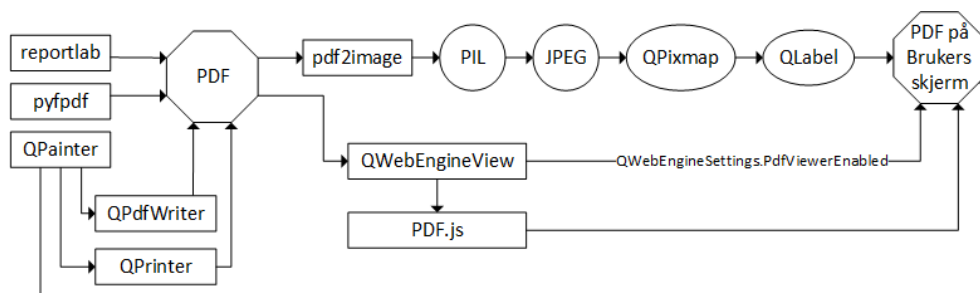 reportlab
pyfpdf
QPainter
QPdfWriter
QPrinter
PDF
pdf2image
PIL
JPEG
QPixmap
QLabel
PDF på
Brukers
skjerm
QWebEngineView
QWebEngineSettings.PdfViewerEnabled
PDF.js